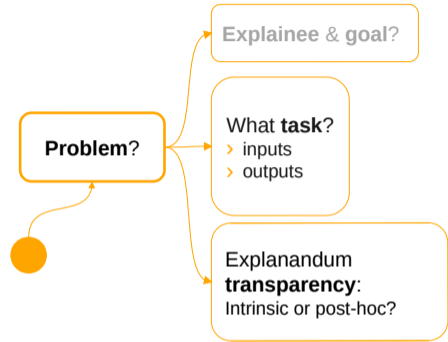 Explainee & goal?
Problem?
What task?
› inputs
› outputs
Explanandum
transparency:
Intrinsic or post-hoc?